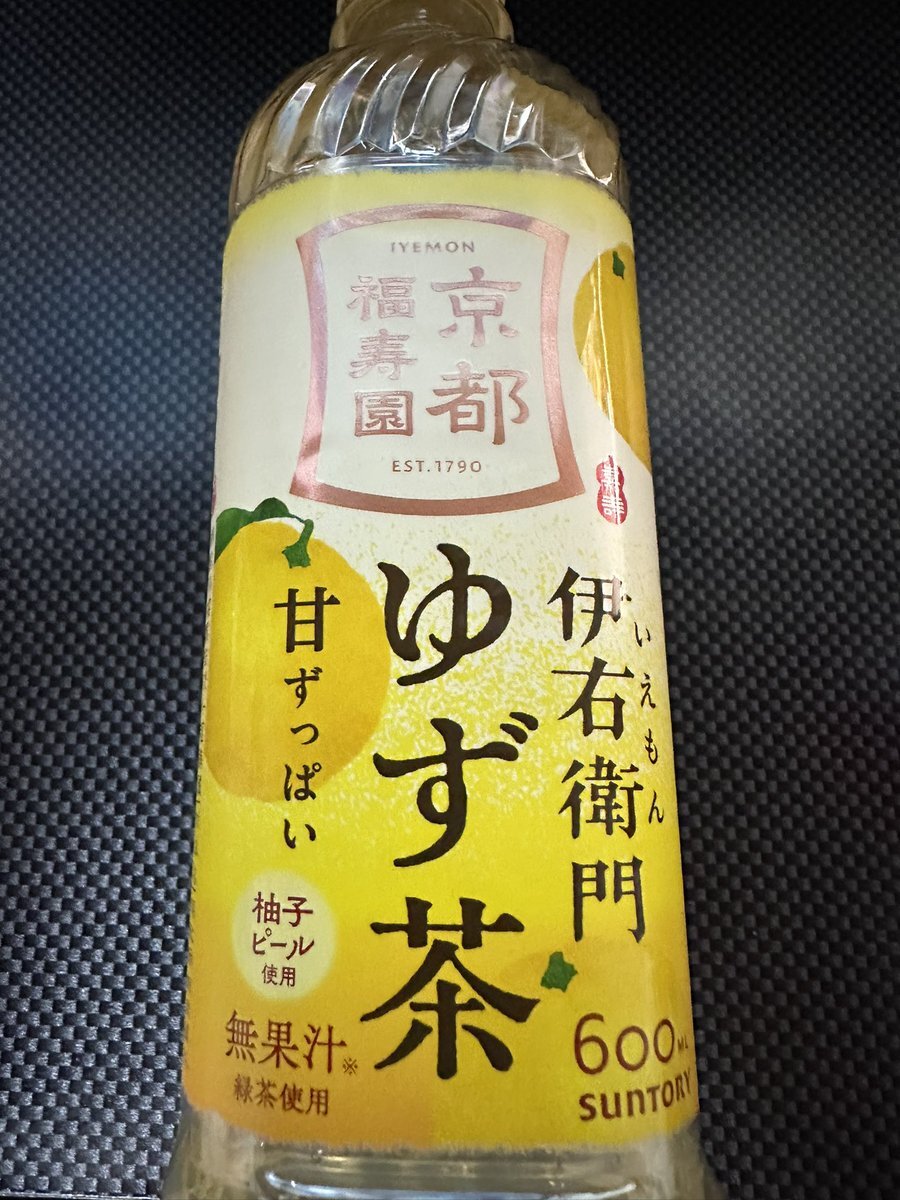 IYEMON
京都
福寿園
EST.1790
伊右衛門
いえもん
ゆず茶
甘ずっぱい
柚子
ピール
使用
無果汁※
緑茶使用
600ML
SUNTORY